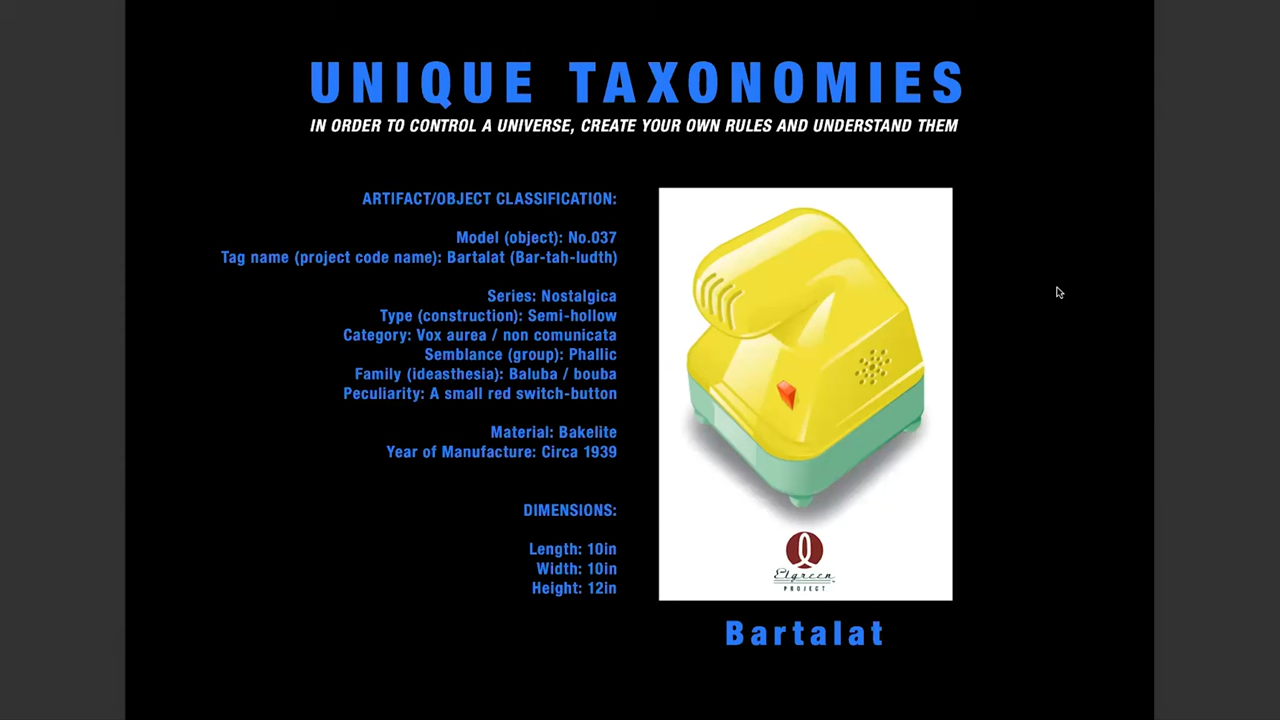 UNIQUE TAXONOMIES
IN ORDER TO CONTROL A UNIVERSE, CREATE YOUR OWN RULES AND UNDERSTAND THEM
ARTIFACT/OBJECT CLASSIFICATION:
Model (object): No.037
Tag name (project code name): Bartalat (Bar-tah-ludth)
Series: Nostalgica
Type (construction): Semi-hollow
Category: Vox aurea / non comunicata
Semblance (group): Phallic
Family (ideasthesia): Baluba / bouba
Peculiarity: A small red switch-button
Material: Bakelite
Year of Manufacture: Circa 1939
DIMENSIONS:
Length: 10in
Width: 10in
Height: 12in
Elgreen
PROJECT
Bartalat